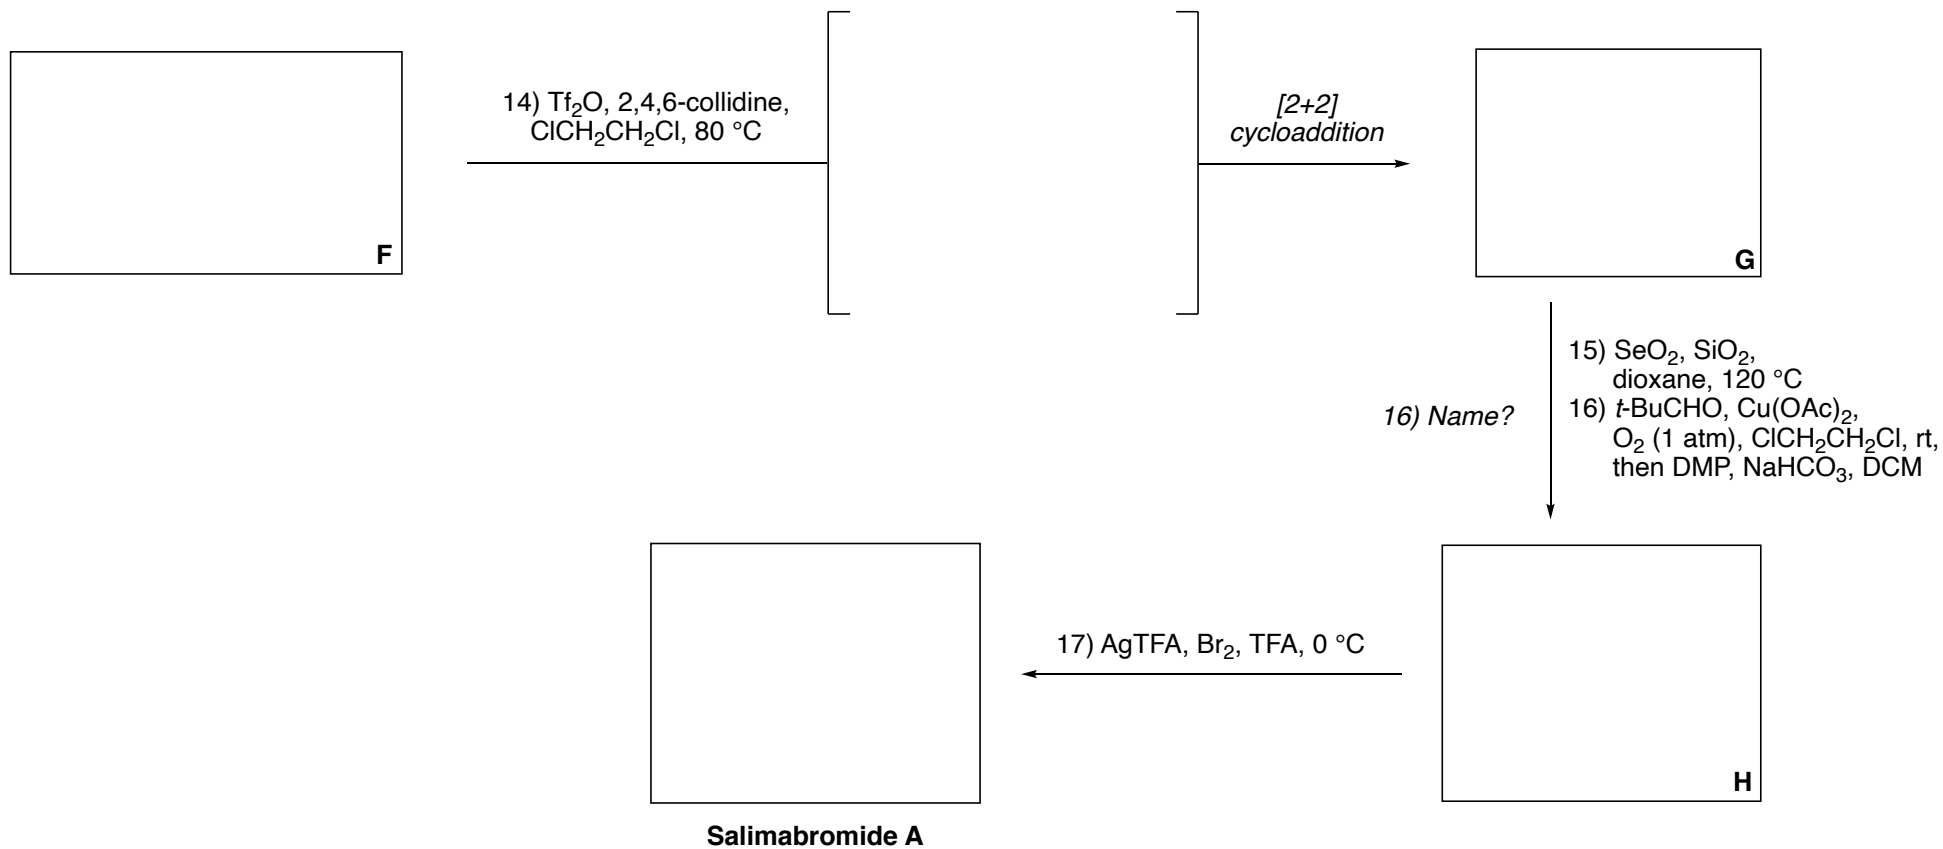 14) Tf₂O, 2,4,6-collidine,
ClCH₂CH₂Cl, 80 °C
[2+2]
cycloaddition
F
G
15) SeO₂, SiO₂,
dioxane, 120 °C
16) Name?
16) t-BuCHO, Cu(OAc)₂,
O₂ (1 atm), ClCH₂CH₂Cl, rt,
then DMP, NaHCO₃, DCM
17) AgTFA, Br₂, TFA, 0 °C
H
Salimabromide A